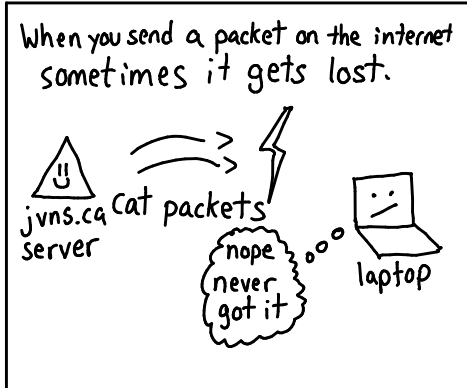 When you send a packet on the internet
sometimes it gets lost.
jvns.ca
server
cat packets
nope
never
got it
laptop